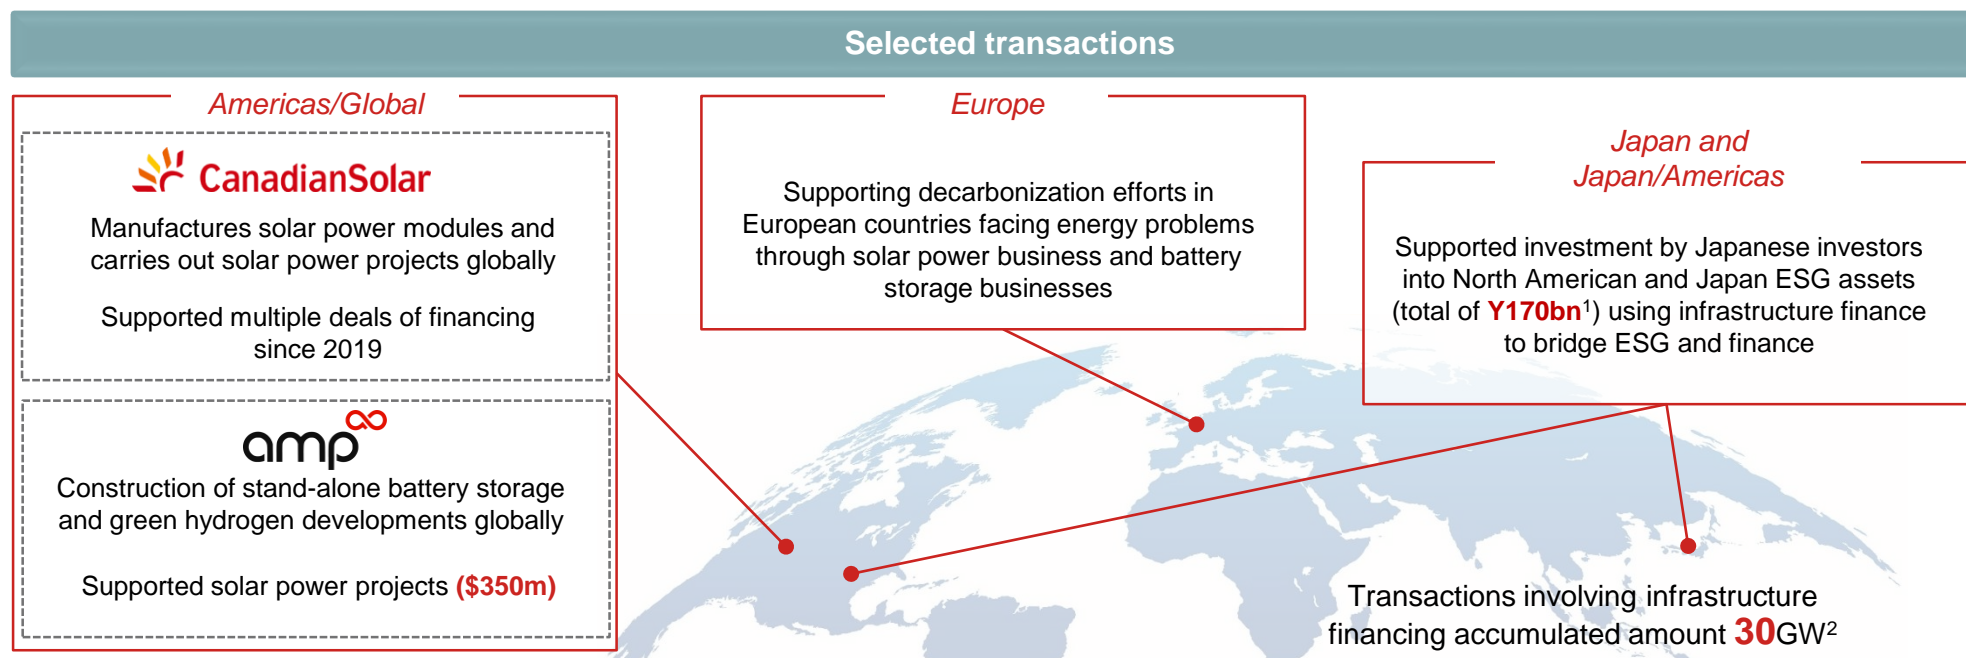 Selected transactions
Americas/Global
CanadianSolar
Manufactures solar power modules and
carries out solar power projects globally
Supported multiple deals of financing
since 2019
amp
Construction of stand-alone battery storage
and green hydrogen developments globally
Supported solar power projects ($350m)
Europe
Supporting decarbonization efforts in
European countries facing energy problems
through solar power business and battery
storage businesses
Japan and
Japan/Americas
Supported investment by Japanese investors
into North American and Japan ESG assets
(total of Y170bn¹) using infrastructure finance
to bridge ESG and finance
Transactions involving infrastructure
financing accumulated amount 30GW²